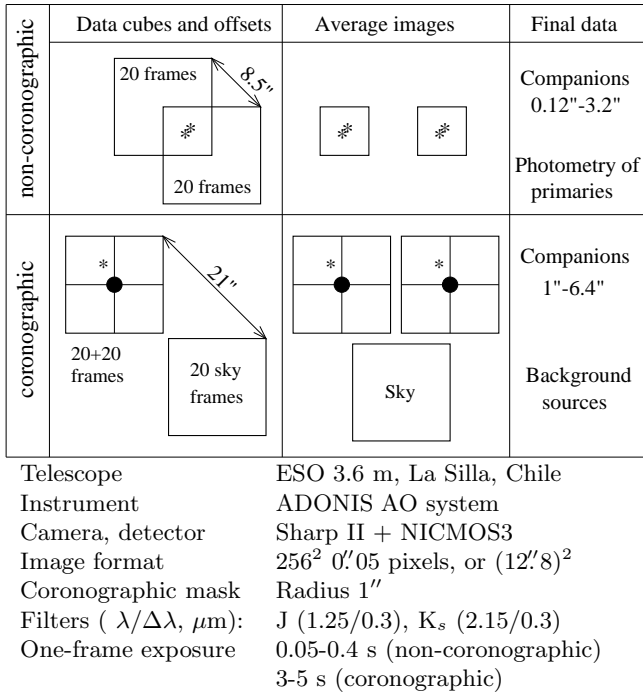 Data cubes and offsets Average images Final data
non-coronographic
20 frames
8.5"
20 frames
Companions
0.12"-3.2"
Photometry of
primaries
coronographic
*
21"
20+20
frames
20 sky
frames
*
*
Sky
Companions
1"-6.4"
Background
sources
Telescope ESO 3.6 m, La Silla, Chile
Instrument ADONIS AO system
Camera, detector Sharp II + NICMOS3
Image format 256² 0″.05 pixels, or (12″.8)²
Coronographic mask Radius 1″
Filters ( λ/Δλ, μm): J (1.25/0.3), Kₛ (2.15/0.3)
One-frame exposure 0.05-0.4 s (non-coronographic)
3-5 s (coronographic)